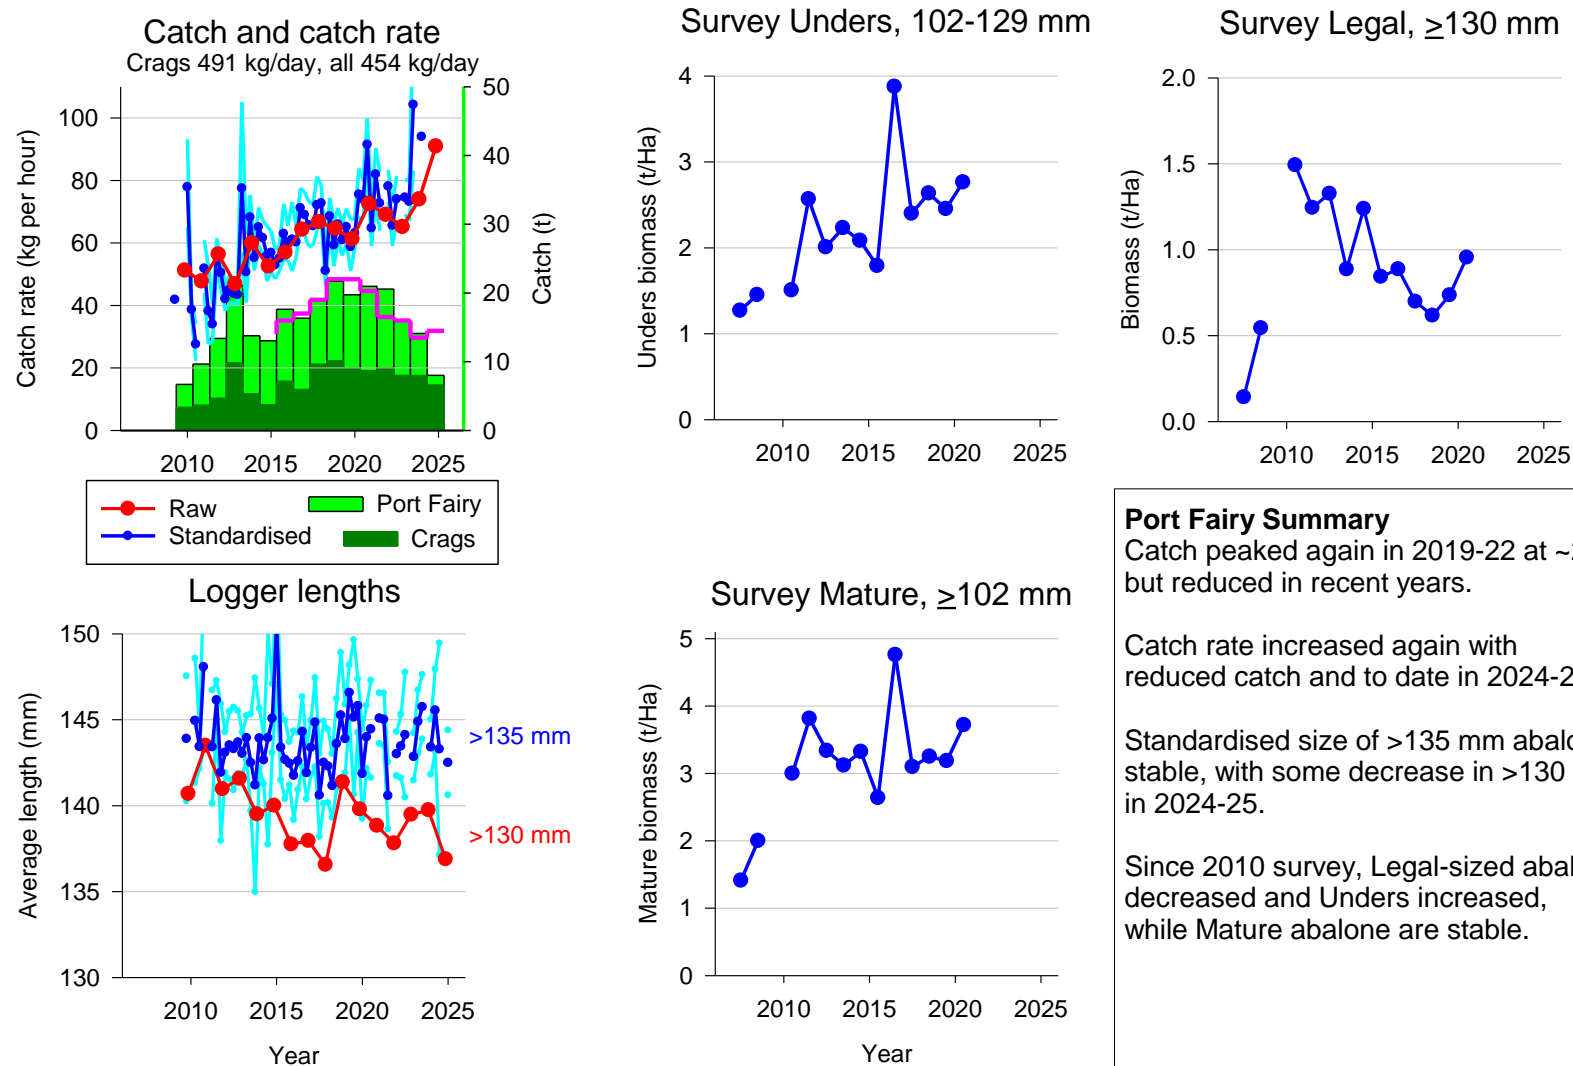 Catch and catch rate
Crags 491 kg/day, all 454 kg/day
Catch rate (kg per hour)
100
80
60
40
20
0
50
40
30
20
10
0
Catch (t)
2010 2015 2020 2025
Raw
Port Fairy
Standardised
Crags
Survey Unders, 102-129 mm
Unders biomass (t/Ha)
4
3
2
1
0
2010 2015 2020 2025
Survey Legal, ≥130 mm
Biomass (t/Ha)
2.0
1.5
1.0
0.5
0.0
2010 2015 2020 2025
Logger lengths
Average length (mm)
150
145
140
135
130
>135 mm
>130 mm
2010 2015 2020 2025
Year
Survey Mature, ≥102 mm
Mature biomass (t/Ha)
5
4
3
2
1
0
2010 2015 2020 2025
Year
Port Fairy Summary
Catch peaked again in 2019-22 at
but reduced in recent years.
Catch rate increased again with
reduced catch and to date in 2024-2
Standardised size of >135 mm abalo
stable, with some decrease in >130
in 2024-25.
Since 2010 survey, Legal-sized abal
decreased and Unders increased,
while Mature abalone are stable.